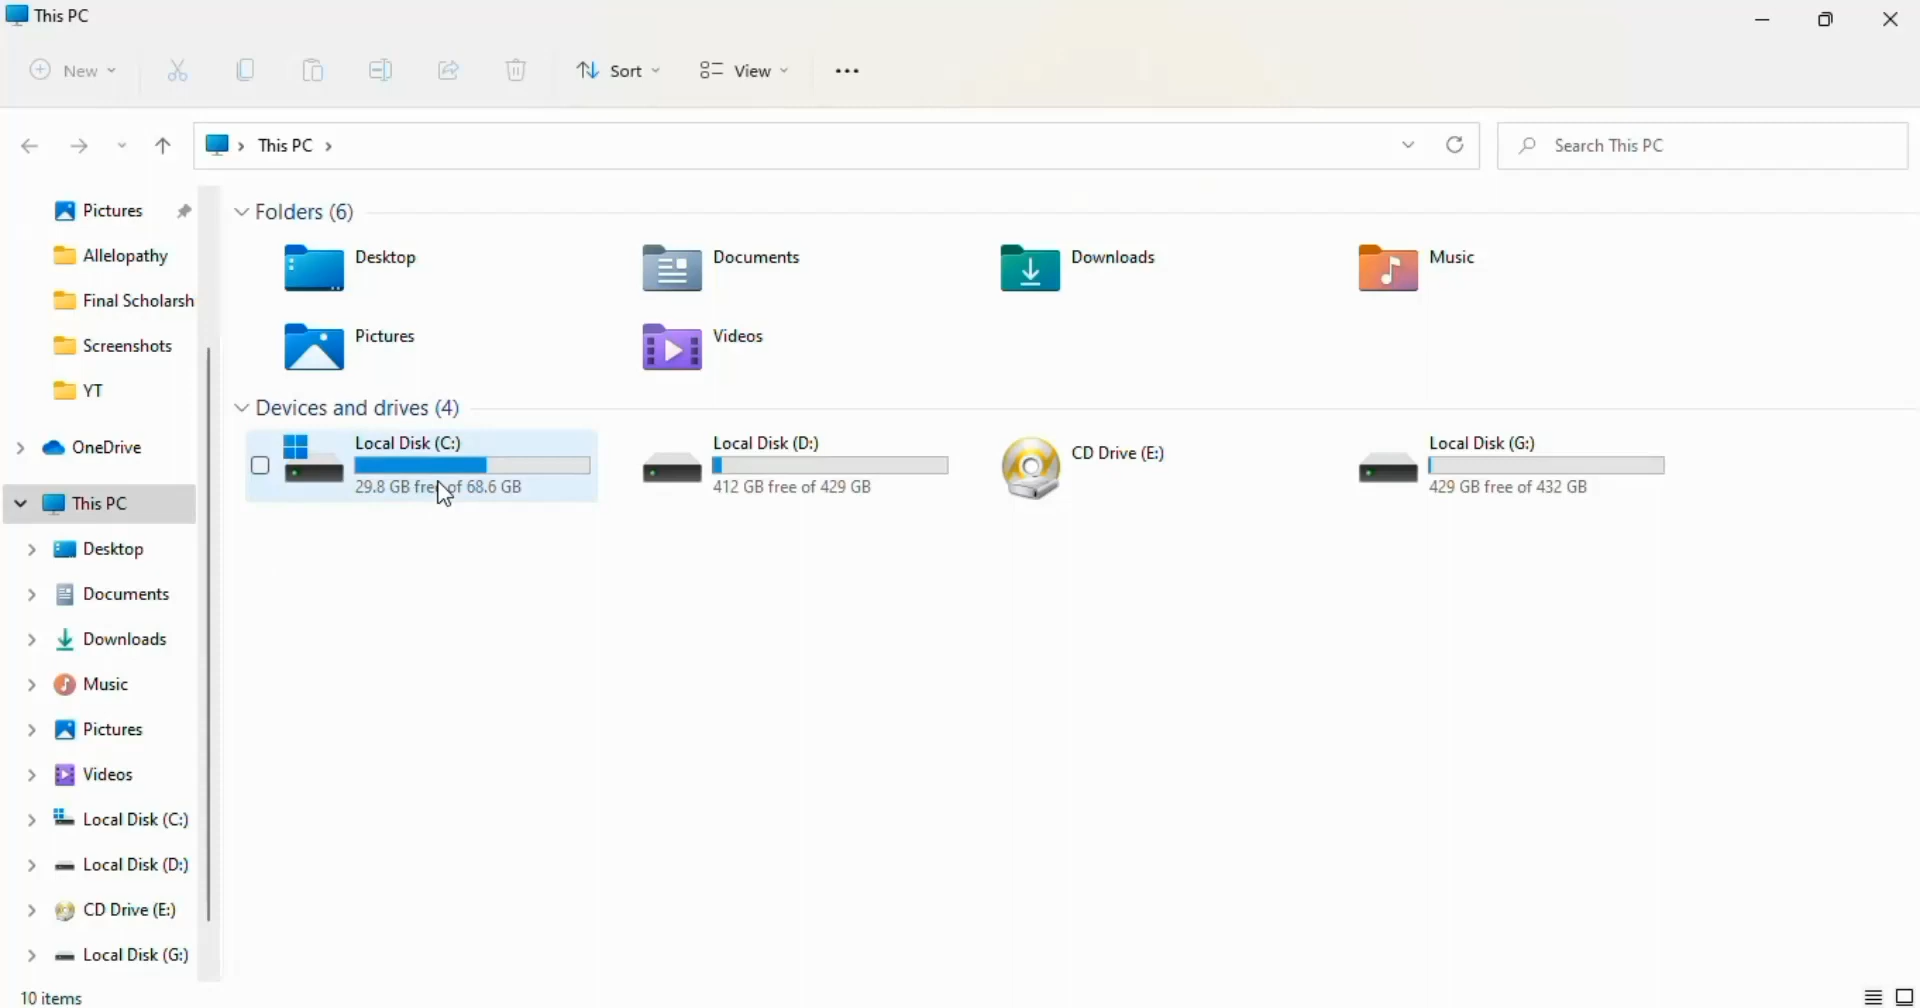 This PC
New
Sort
View
This PC
Search This PC
Pictures
Allelopathy
Final Scholarsh
Screenshots
YT
OneDrive
This PC
Desktop
Documents
Downloads
Music
Pictures
Videos
Local Disk (C:)
Local Disk (D:)
CD Drive (E:)
Local Disk (G:)
Folders (6)
Desktop
Documents
Downloads
Music
Pictures
Videos
Devices and drives (4)
Local Disk (C:)
29.8 GB free of 68.6 GB
Local Disk (D:)
412 GB free of 429 GB
CD Drive (E:)
Local Disk (G:)
429 GB free of 432 GB
10 items